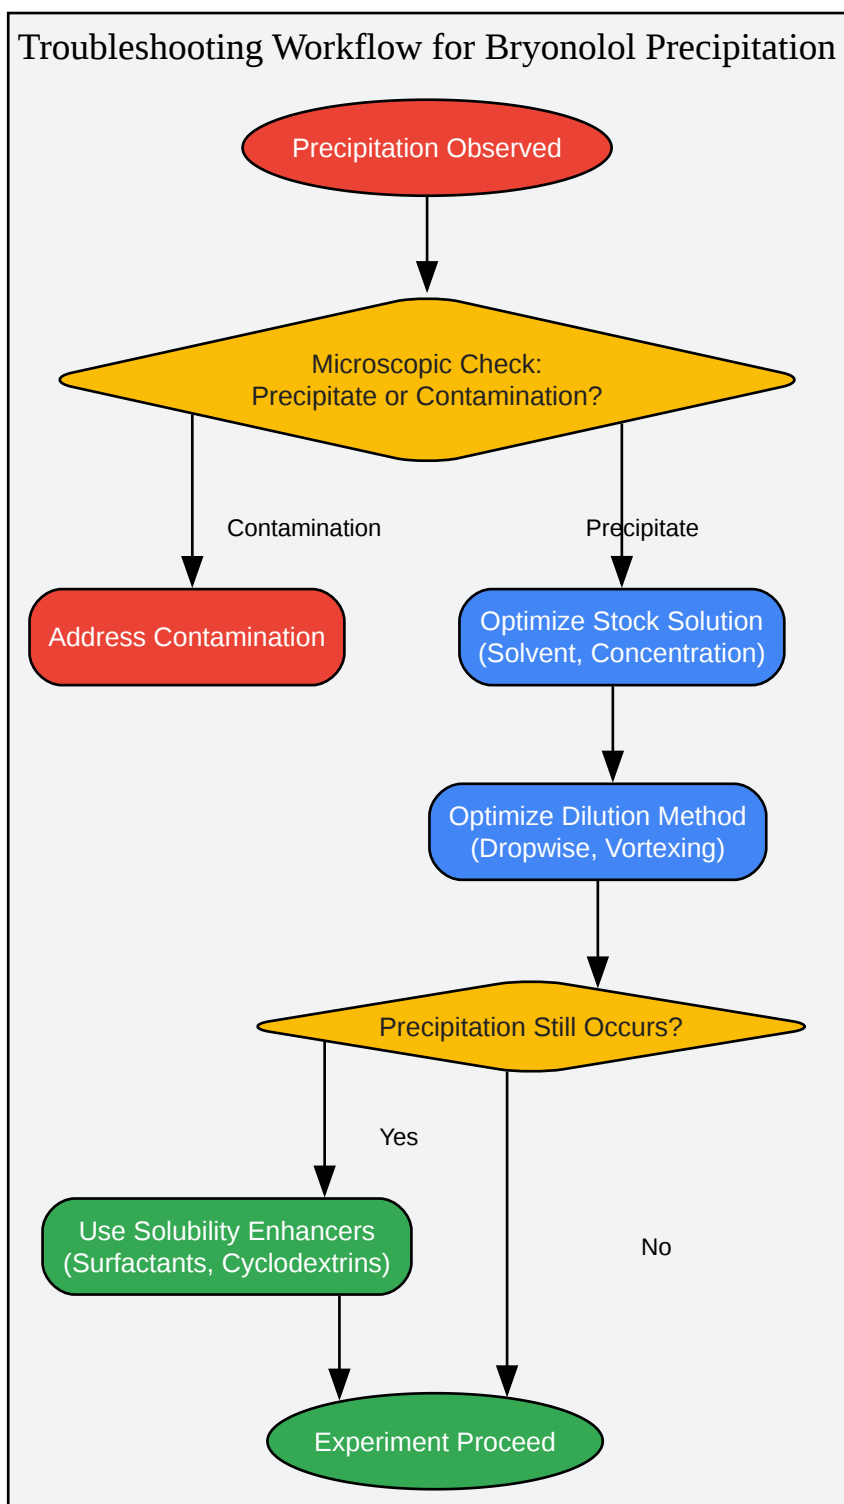 Troubleshooting Workflow for Bryonolol Precipitation
Precipitation Observed
Microscopic Check:
Precipitate or Contamination?
Contamination
Precipitate
Address Contamination
Optimize Stock Solution
(Solvent, Concentration)
Optimize Dilution Method
(Dropwise, Vortexing)
Precipitation Still Occurs?
Yes
Use Solubility Enhancers
(Surfactants, Cyclodextrins)
No
Experiment Proceed